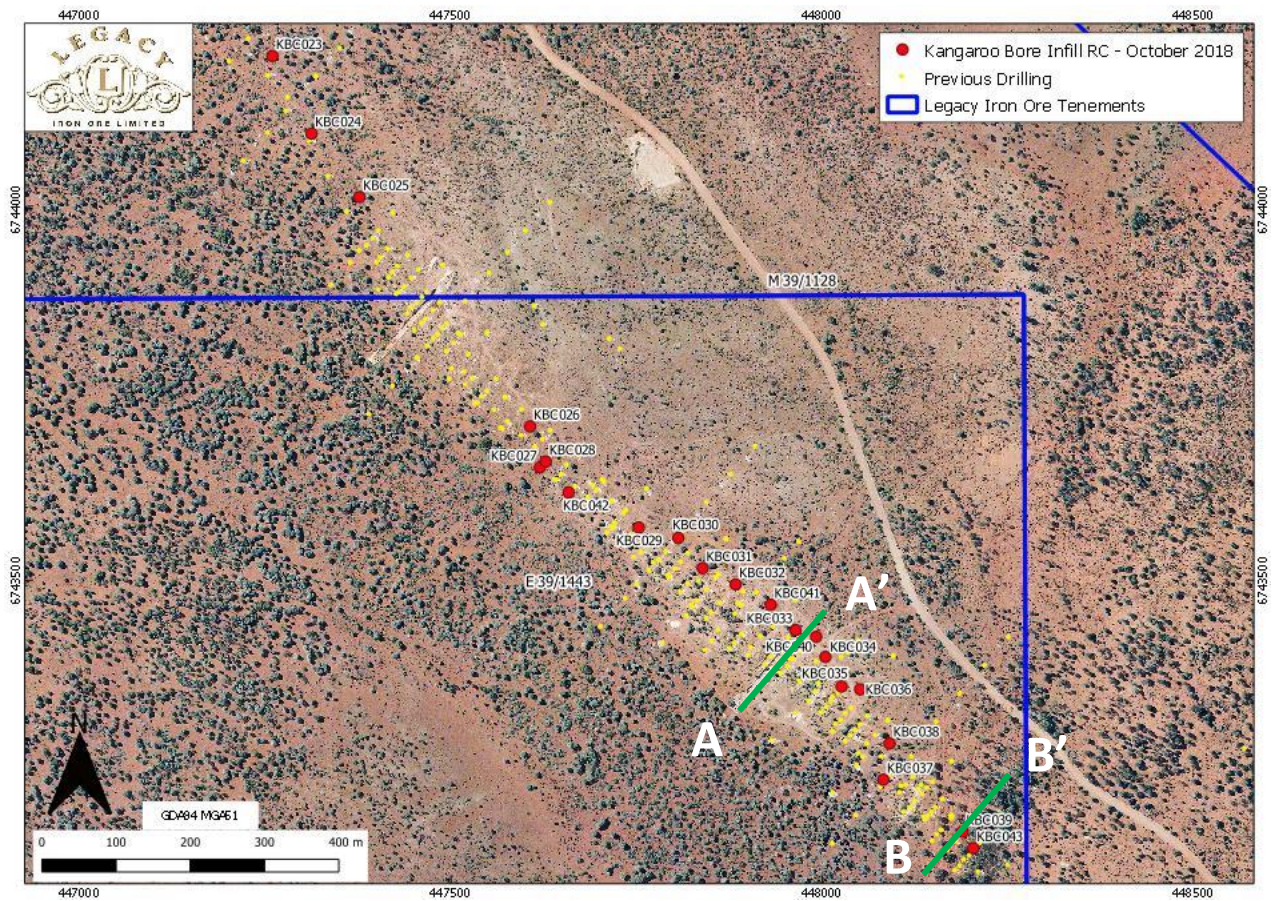 447000
447500
448000
448500
LEGACY
L
IRON ORE LIMITED
Kangaroo Bore Infill RC - October 2018
Previous Drilling
Legacy Iron Ore Tenements
KBC023
KBC024
KBC025
6744000
6744000
M 39/1128
KBC026
KBC028
KBC027
KBC042
KBC030
KBC029
KBC031
E 39/1443
KBC032
6743500
6743500
KBC041
A'
KBC033
KBC034
KBC035
KBC036
A
KBC038
B'
N
KBC037
GDA94 MGA51
KBC039
KBC043
B
0 100 200 300 400 m
447000
447500
448000
448500